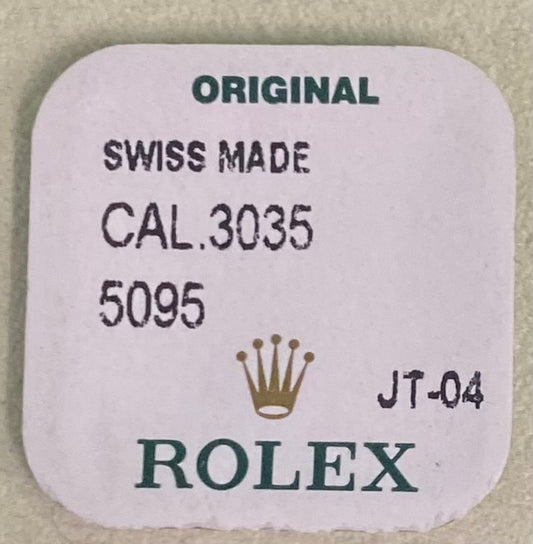 ORIGINAL
SWISS MADE
CAL.3035
5095
JT-04
ROLEX